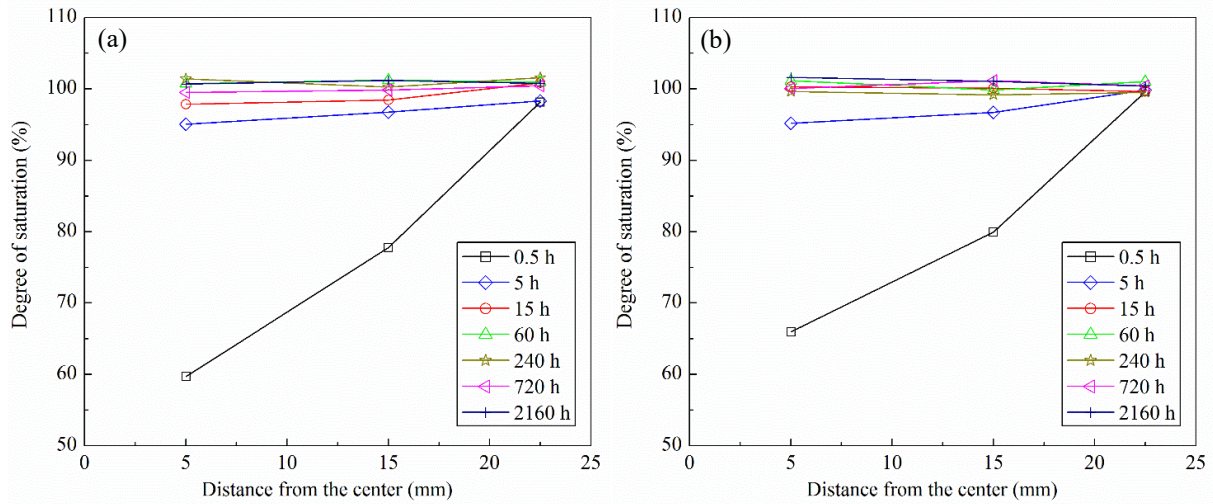 (a)
Degree of saturation (%)
110
100
90
80
70
60
50
0
5
10
15
20
25
Distance from the center (mm)
0.5 h
5 h
15 h
60 h
240 h
720 h
2160 h
(b)
Degree of saturation (%)
110
100
90
80
70
60
50
0
5
10
15
20
25
Distance from the center (mm)
0.5 h
5 h
15 h
60 h
240 h
720 h
2160 h